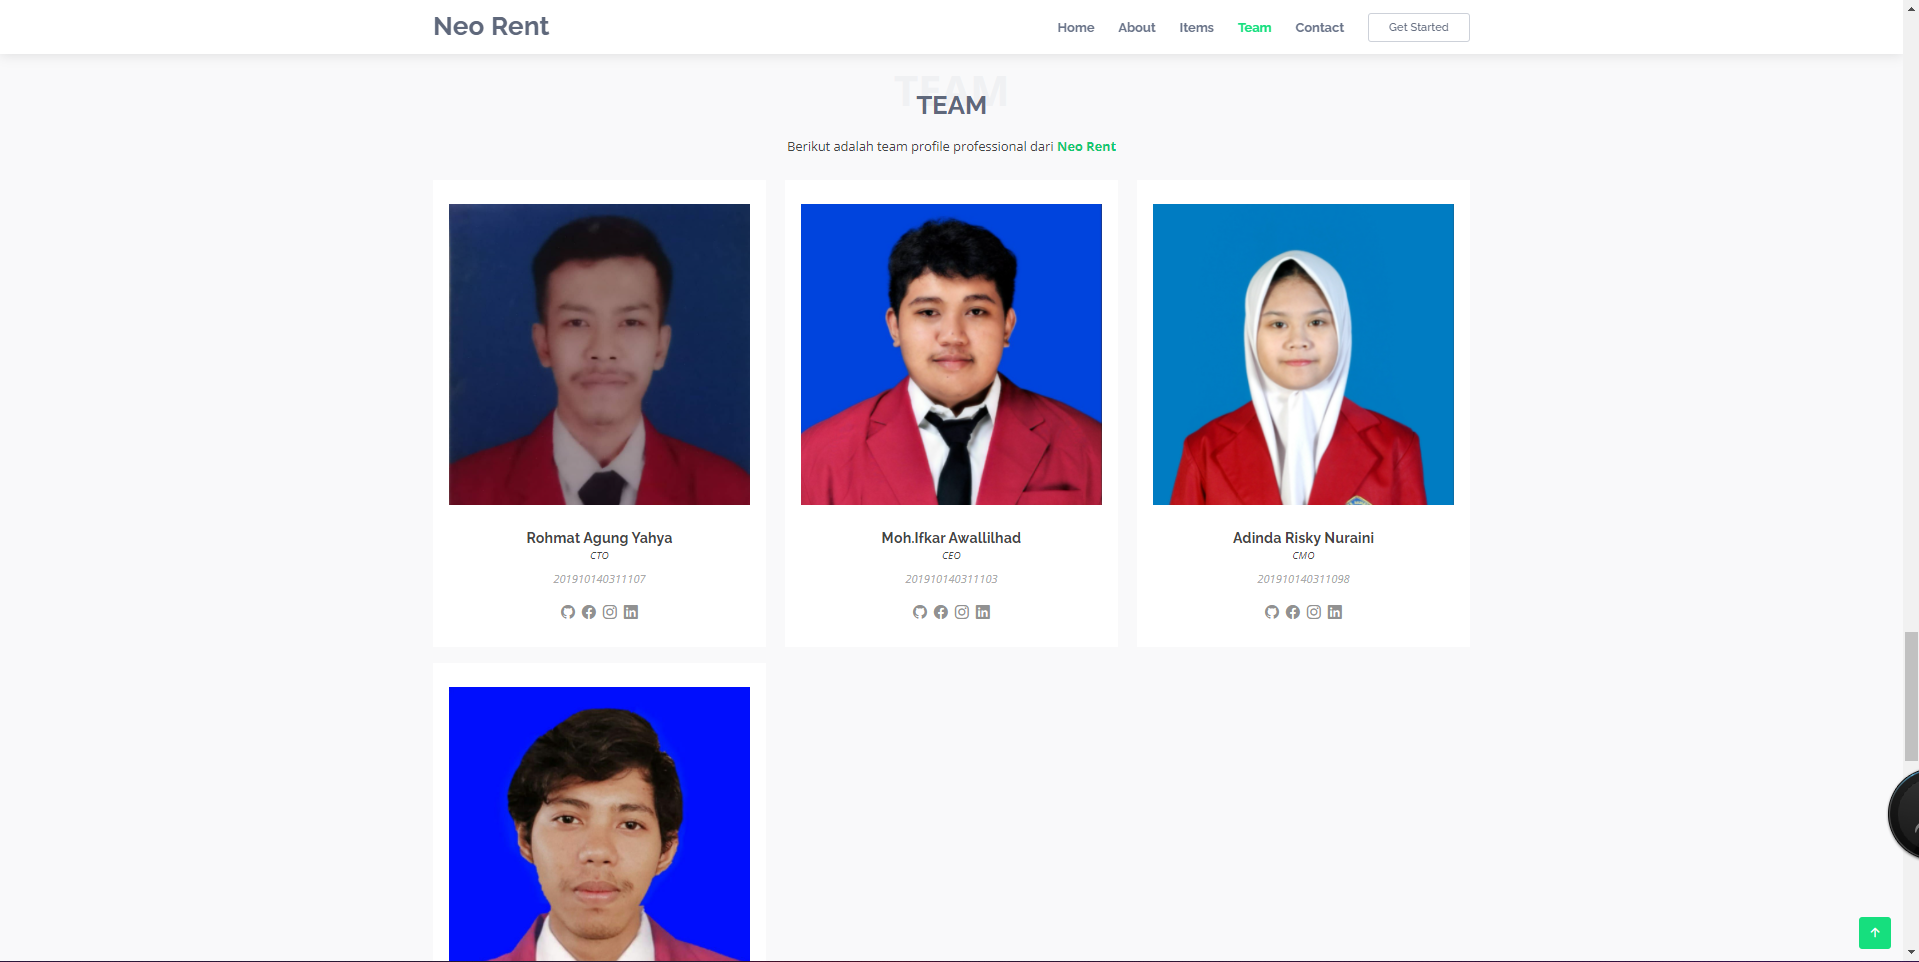 Neo Rent
Home About Items Team Contact Get Started
TEAM
TEAM
Berikut adalah team profile professional dari Neo Rent
Rohmat Agung Yahya
CTO
201910140311107
Moh.Ifkar Awallilhad
CEO
201910140311103
Adinda Risky Nuraini
CMO
201910140311098